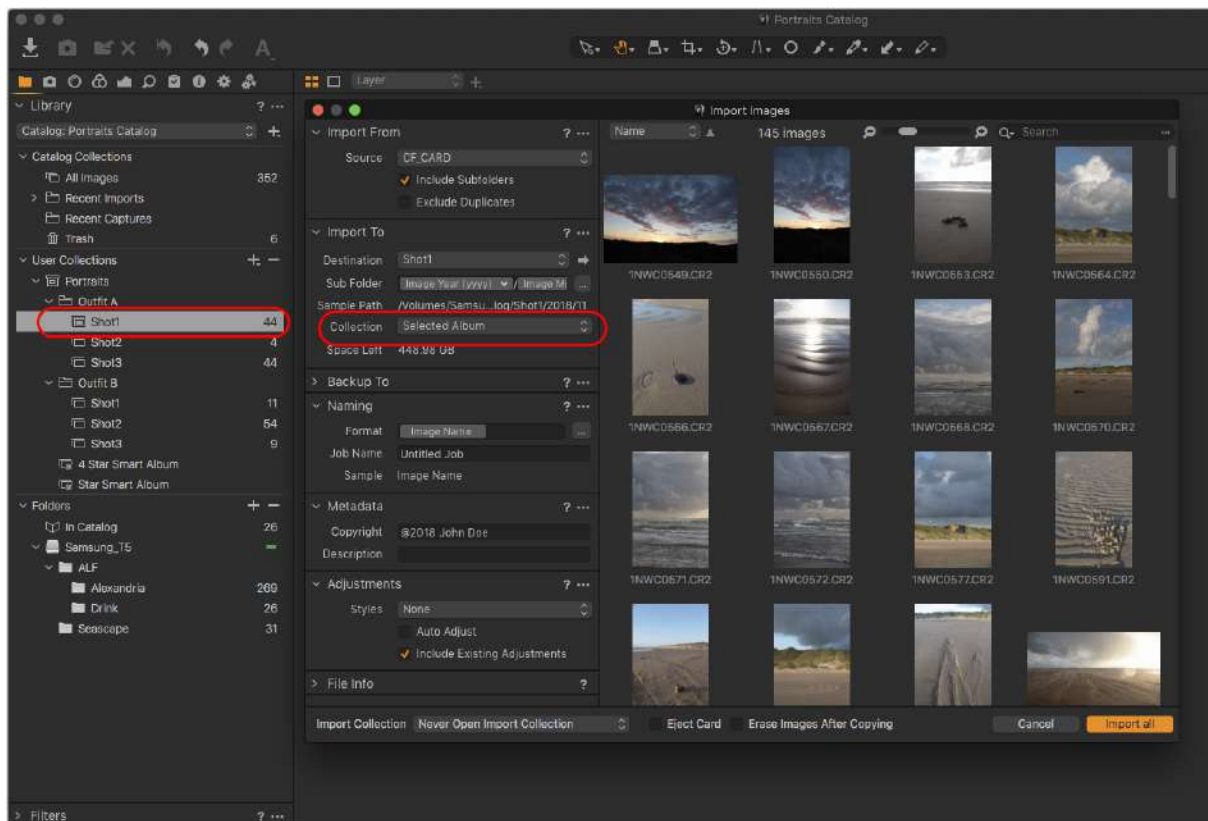 Portraits Catalog
A
Layer
Library
Catalog: Portraits Catalog
Catalog Collections
All Images 352
Recent Imports
Recent Captures
Trash 6
User Collections
Portraits
Outfit A
Shot1 44
Shot2 4
Shot3 44
Outfit B
Shot1 11
Shot2 54
Shot3 9
4 Star Smart Album
5 Star Smart Album
Folders
In Catalog 26
Samsung_T5
ALF
Alexandria 269
Drink 26
Seascape 31
Filters ? ...
Import Images
Import From ? ...
Source CF_CARD
Include Subfolders
Exclude Duplicates
Import To ? ...
Destination Shot1
Sub Folder Image Year (yyyy) / Image M ...
Sample Path /Volumes/Samsu...log/Shot1/2018/11
Collection Selected Album
Space Left 448.98 GB
Backup To ? ...
Naming ? ...
Format Image Name ...
Job Name Untitled Job
Sample Image Name
Metadata ? ...
Copyright @2018 John Doe
Description
Adjustments ? ...
Styles None
Auto Adjust
Include Existing Adjustments
File Info ?
Name 145 images Search
1NWC0549.CR2 1NWC0550.CR2 1NWC0553.CR2 1NWC0564.CR2
1NWC0566.CR2 1NWC0567.CR2 1NWC0568.CR2 1NWC0570.CR2
1NWC0571.CR2 1NWC0572.CR2 1NWC0577.CR2 1NWC0591.CR2
Import Collection Never Open Import Collection Eject Card Erase Images After Copying Cancel Import all